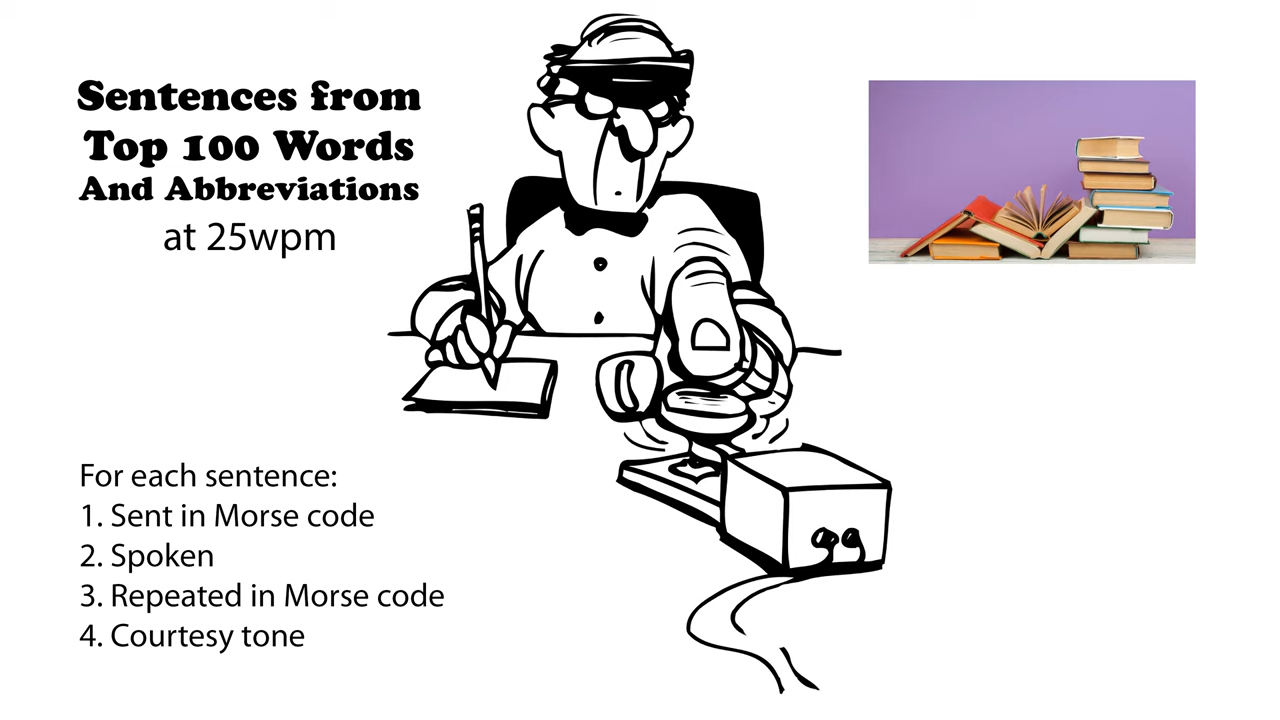 Sentences from
Top 100 Words
And Abbreviations
at 25wpm
For each sentence:
1. Sent in Morse code
2. Spoken
3. Repeated in Morse code
4. Courtesy tone